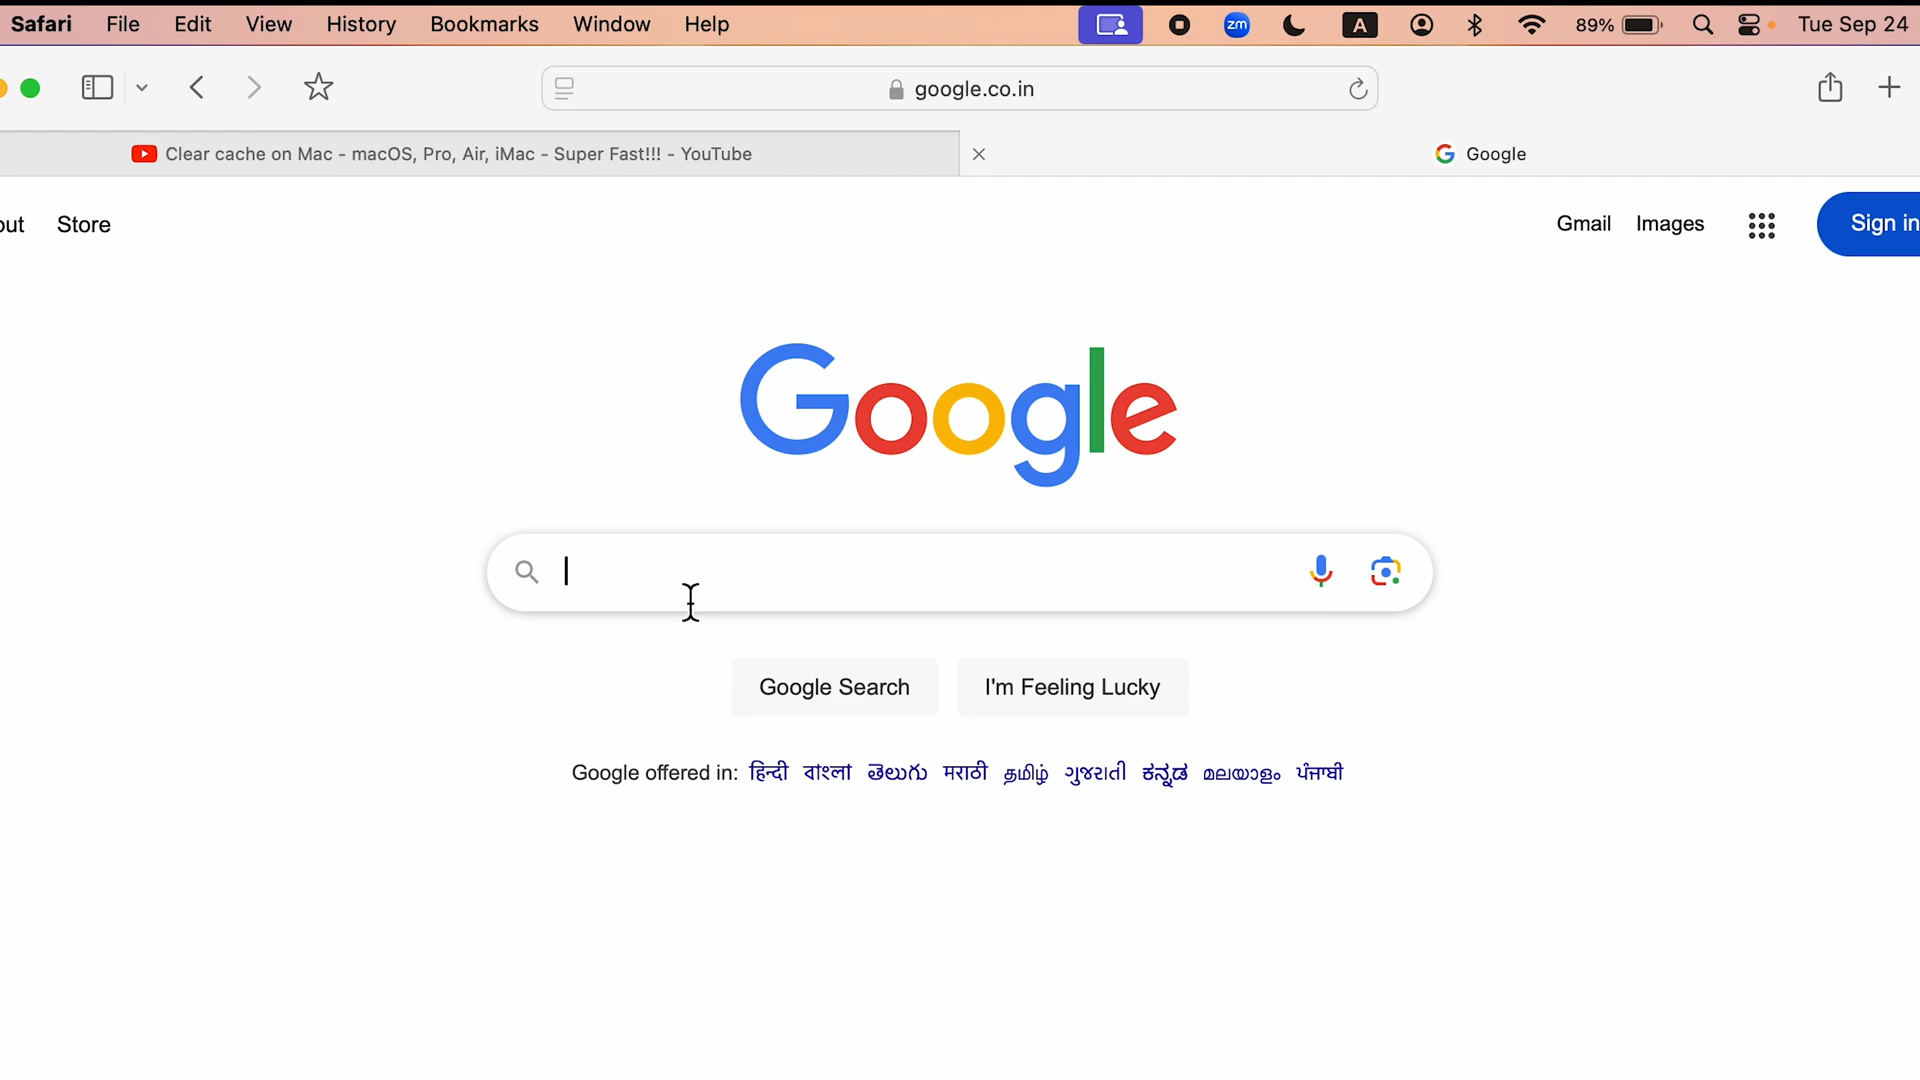 Safari File Edit View History Bookmarks Window Help zm A 89% Tue Sep 24
google.co.in
Clear cache on Mac - macOS, Pro, Air, iMac - Super Fast!!! - YouTube Google
out Store Gmail Images Sign in
Google
Google Search I'm Feeling Lucky
Google offered in: हिन्दी বাংলা తెలుగు मराठी தமிழ் ગુજરાતી ಕನ್ನಡ മലയാളം ਪੰਜਾਬੀ